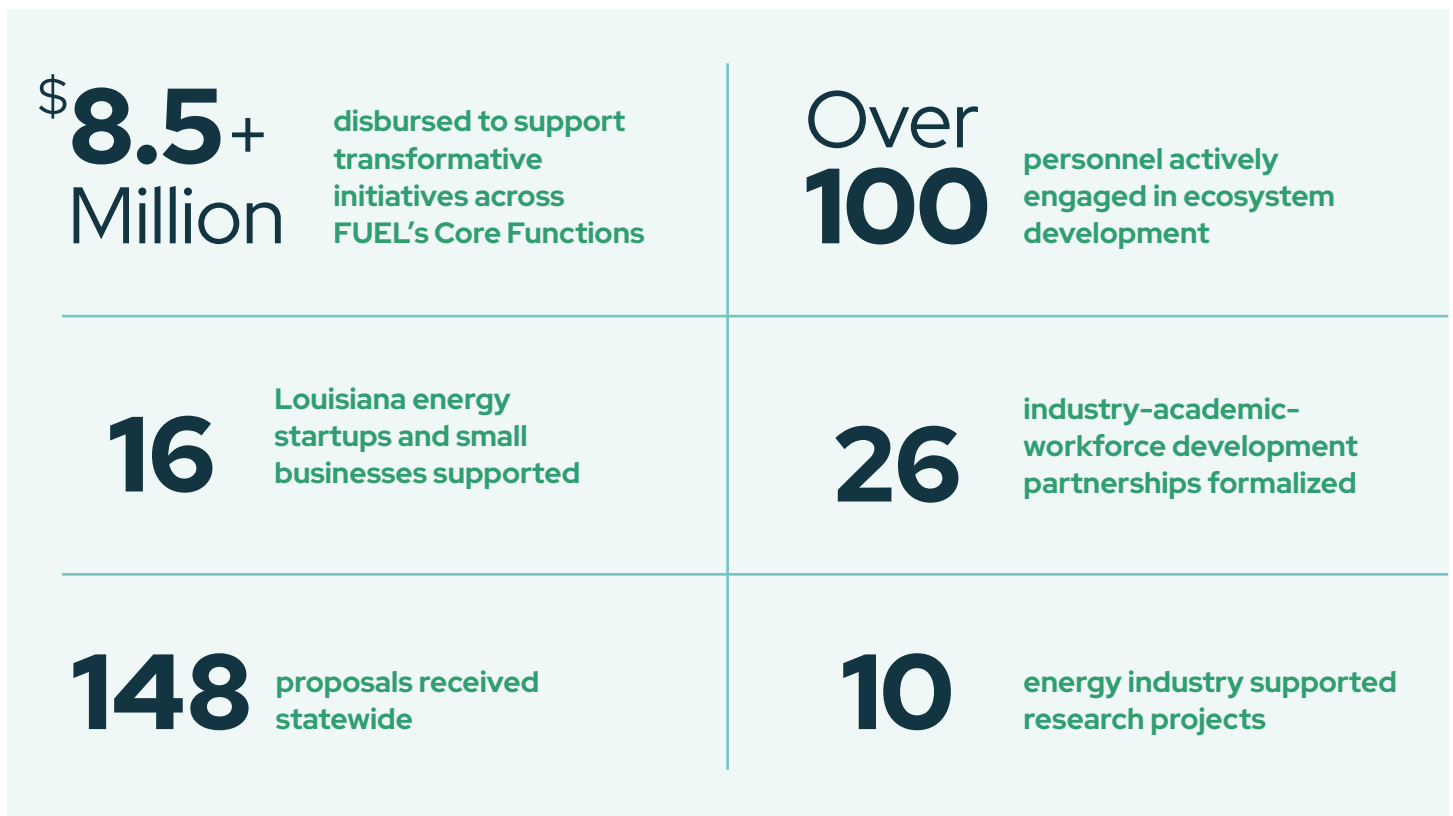 $8.5+
Million
disbursed to support
transformative
initiatives across
FUEL’s Core Functions
Over
100
personnel actively
engaged in ecosystem
development
16
Louisiana energy
startups and small
businesses supported
26
industry-academic-
workforce development
partnerships formalized
148
proposals received
statewide
10
energy industry supported
research projects